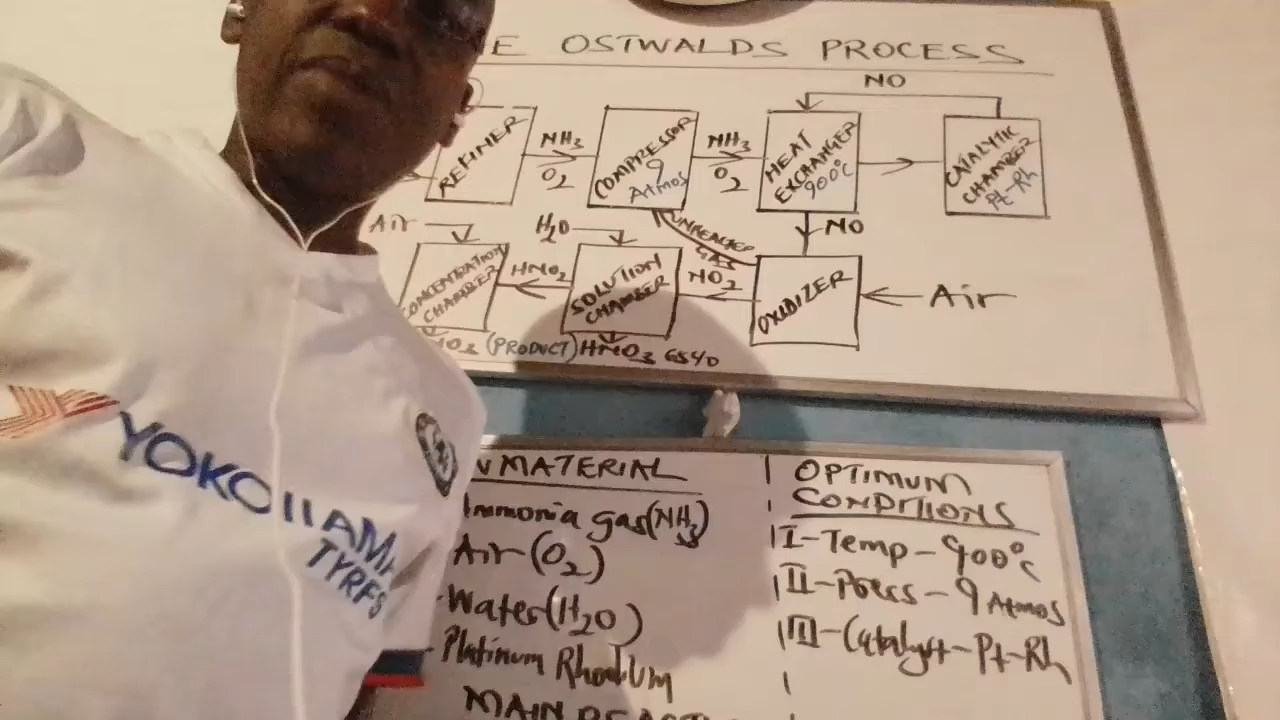 E OSTWALDS PROCESS
NO
REFINER
NH3
O2
COMPRESSOR
9
Atmos
NH3
O2
HEAT
EXCHANGER
900°C
CATALYTIC
CHAMBER
Pt-Rh
Air
CONCENTRATION
CHAMBER
HNO2
H2O
SOLUTION
CHAMBER
NO2
UNREACTED
GAS
NO
OXIDIZER
Air
(PRODUCT) HNO3
MATERIAL
Ammonia gas (NH3)
Air (O2)
Water (H2O)
Platinum Rhodium
OPTIMUM
CONDITIONS
I-Temp-900°C
II-Press-9 Atmos
III-Catalyst-Pt-Rh
YOKOHAMA
TYRES